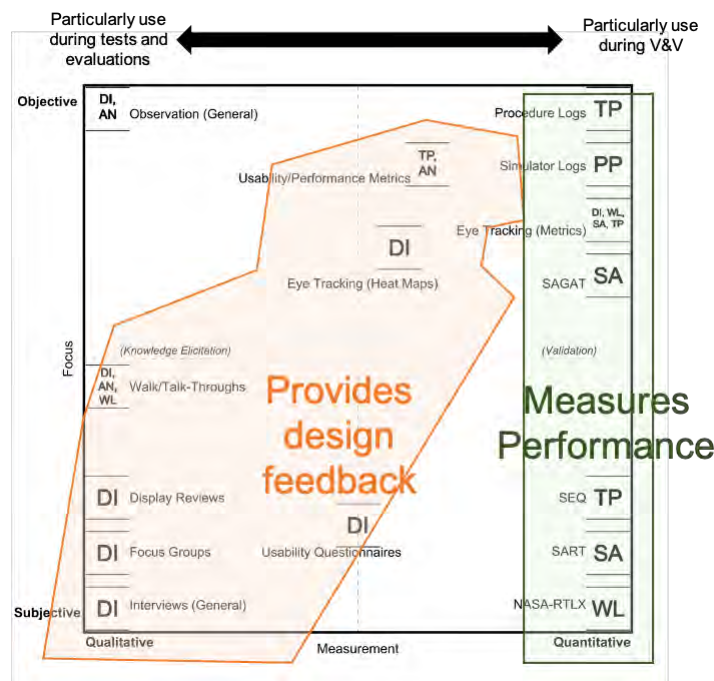 Particularly use
during tests and
evaluations
Particularly use
during V&V
Objective
DI,
AN
Observation (General)
Procedure Logs
TP
TP,
AN
Usability/Performance Metrics
Simulator Logs
PP
DI, WL,
SA, TP
Eye Tracking (Metrics)
DI
Eye Tracking (Heat Maps)
SAGAT
SA
Focus
(Knowledge Elicitation)
(Validation)
DI,
AN,
WL
Walk/Talk-Throughs
Provides
design
feedback
Measures
Performance
DI
Display Reviews
SEQ
TP
DI
Usability Questionnaires
DI
Focus Groups
SART
SA
Subjective
DI
Interviews (General)
NASA-RTLX
WL
Qualitative
Measurement
Quantitative